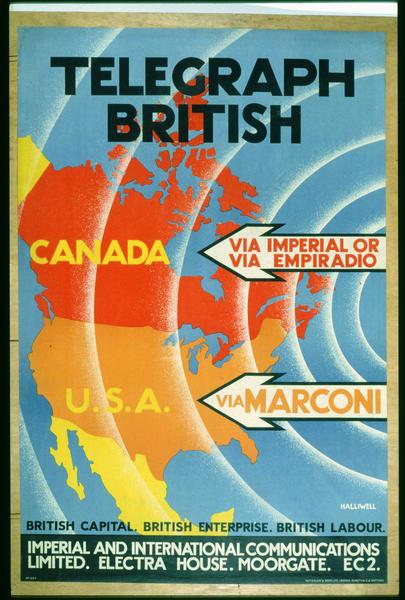 TELEGRAPH
BRITISH
CANADA
VIA IMPERIAL OR
VIA EMPIRADIO
U.S.A.
VIA MARCONI
HALLIWELL
BRITISH CAPITAL. BRITISH ENTERPRISE. BRITISH LABOUR.
IMPERIAL AND INTERNATIONAL COMMUNICATIONS
LIMITED. ELECTRA HOUSE. MOORGATE. EC2.